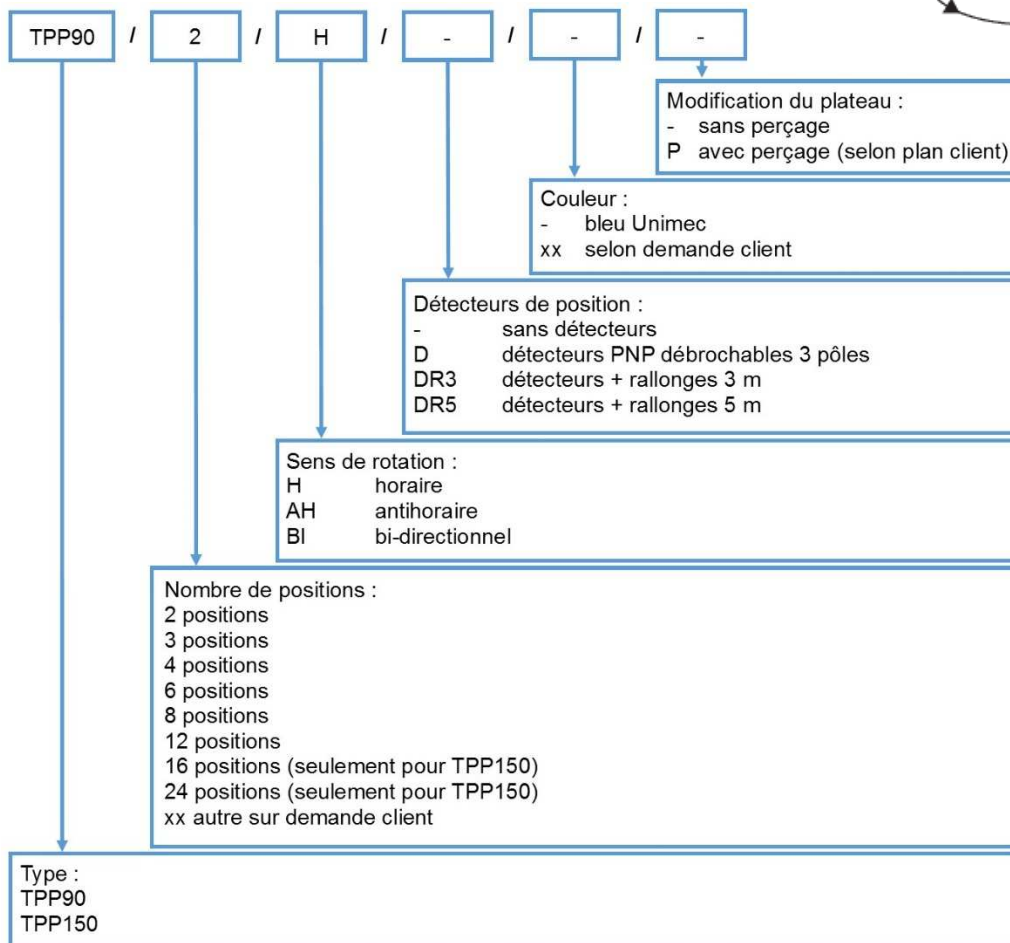 TPP90 / 2 / H / - / - / -
Modification du plateau :
- sans perçage
P avec perçage (selon plan client)
Couleur :
- bleu Unimec
xx selon demande client
Détecteurs de position :
- sans détecteurs
D détecteurs PNP débrochables 3 pôles
DR3 détecteurs + rallonges 3 m
DR5 détecteurs + rallonges 5 m
Sens de rotation :
H horaire
AH antihoraire
BI bi-directionnel
Nombre de positions :
2 positions
3 positions
4 positions
6 positions
8 positions
12 positions
16 positions (seulement pour TPP150)
24 positions (seulement pour TPP150)
xx autre sur demande client
Type :
TPP90
TPP150